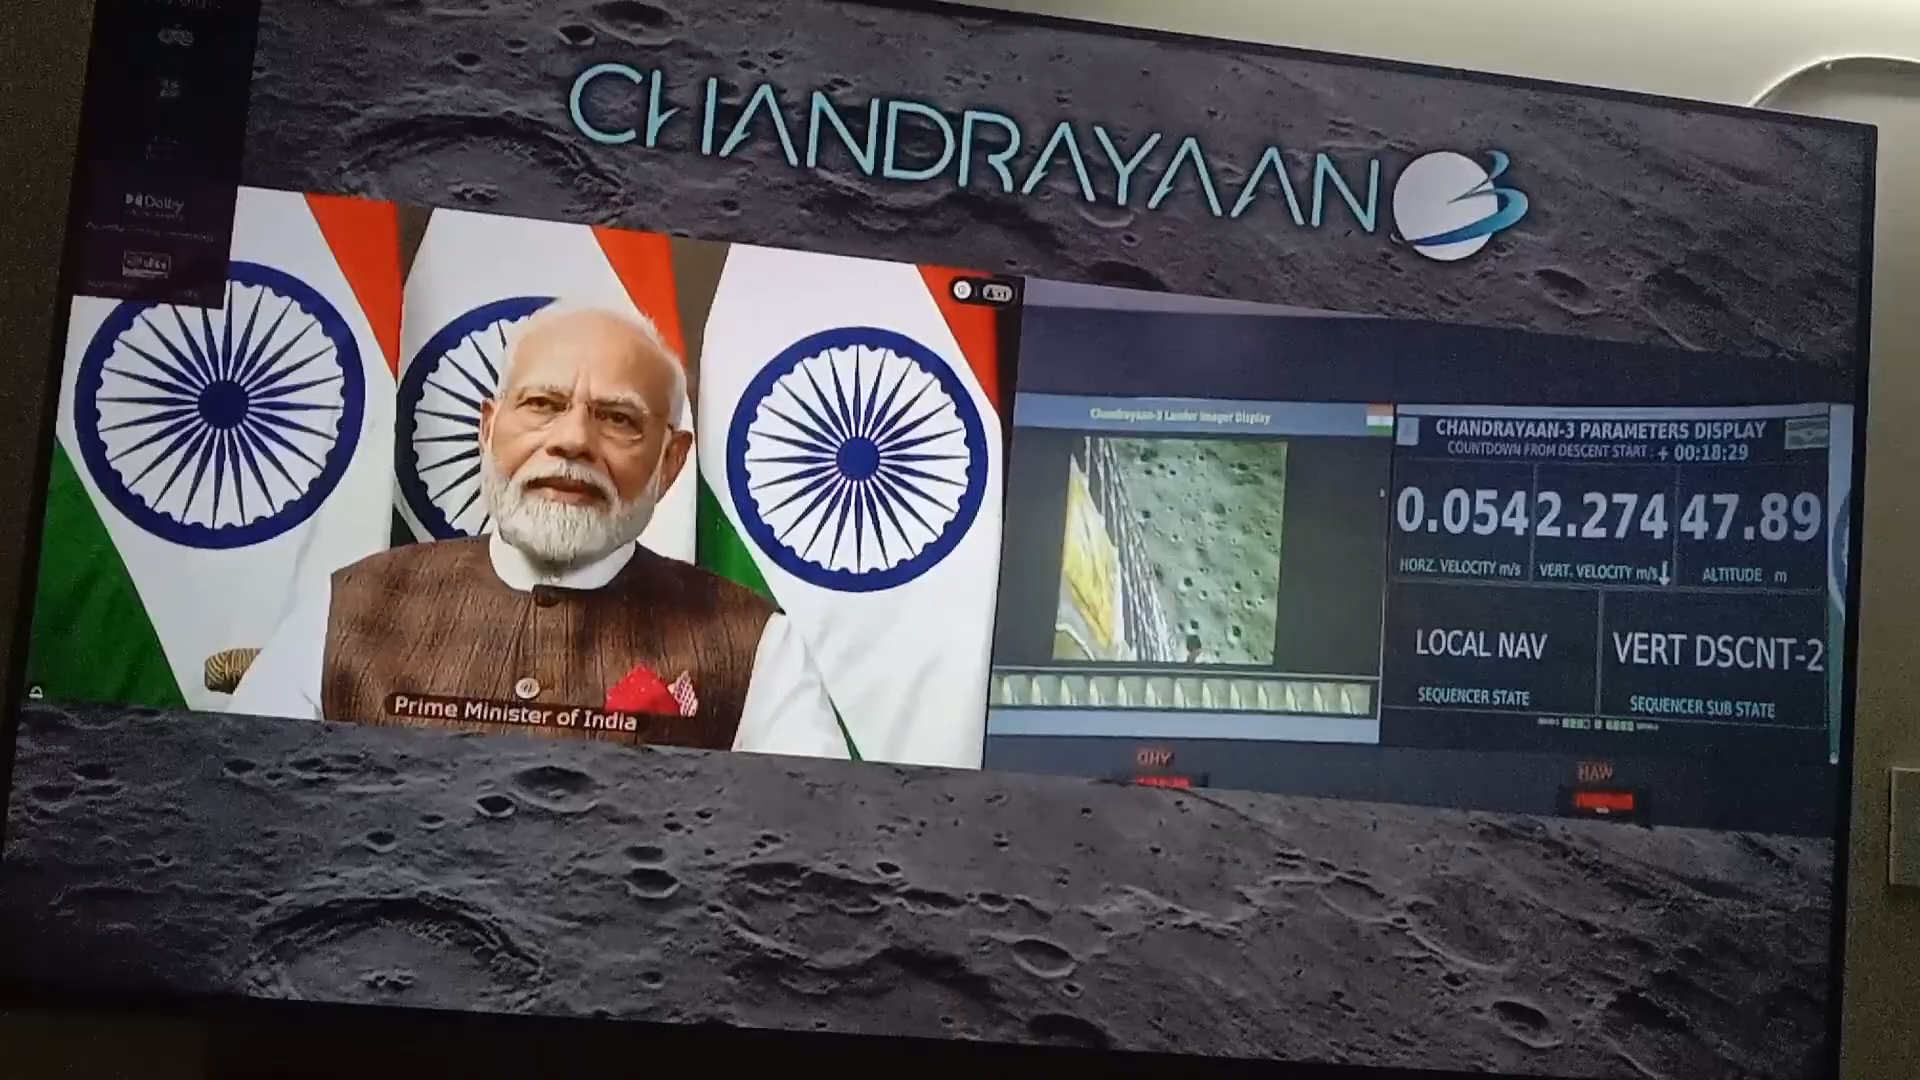 CHANDRAYAAN 3
Dolby
Prime Minister of India
Chandrayaan-3 Lander Imager Display
CHANDRAYAAN-3 PARAMETERS DISPLAY
COUNTDOWN FROM DESCENT START : + 00:18:29
0.054 2.274 47.89
HORZ. VELOCITY m/s VERT. VELOCITY m/s↓ ALTITUDE m
LOCAL NAV VERT DSCNT-2
SEQUENCER STATE SEQUENCER SUB STATE